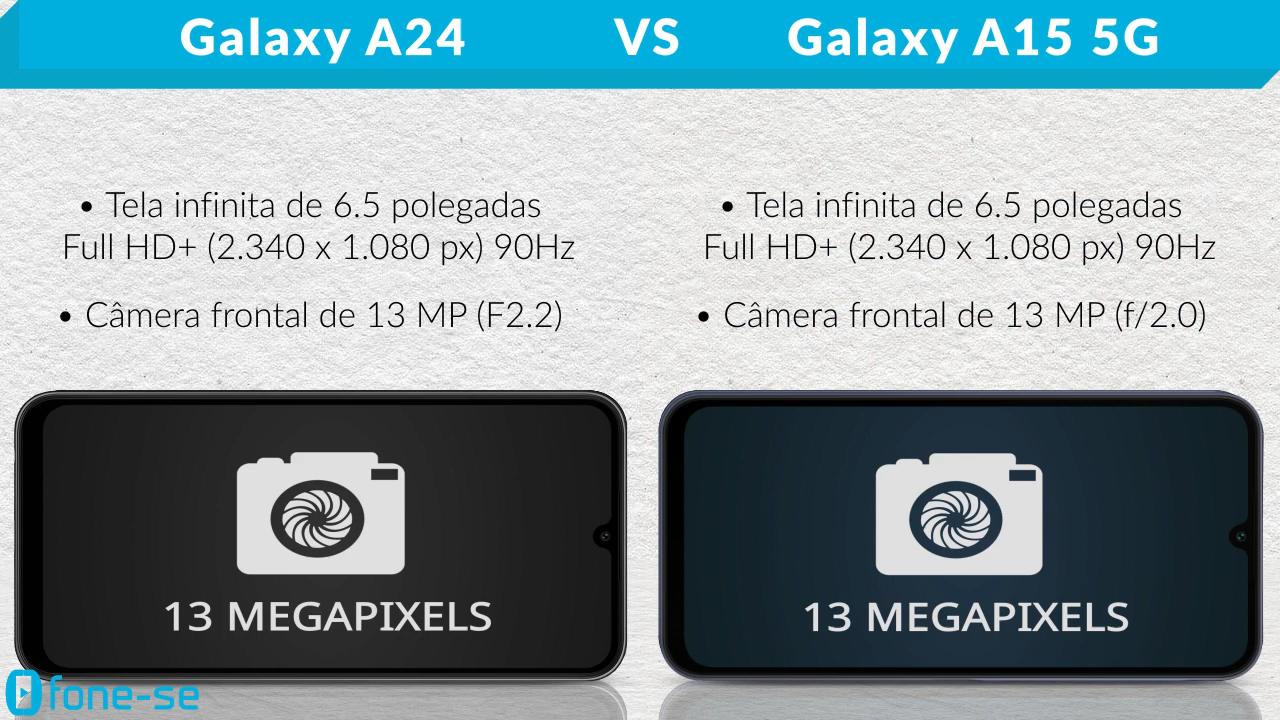 Galaxy A24 VS Galaxy A15 5G
• Tela infinita de 6.5 polegadas
Full HD+ (2.340 x 1.080 px) 90Hz
• Câmera frontal de 13 MP (F2.2)
13 MEGAPIXELS
• Tela infinita de 6.5 polegadas
Full HD+ (2.340 x 1.080 px) 90Hz
• Câmera frontal de 13 MP (f/2.0)
13 MEGAPIXELS
fone-se